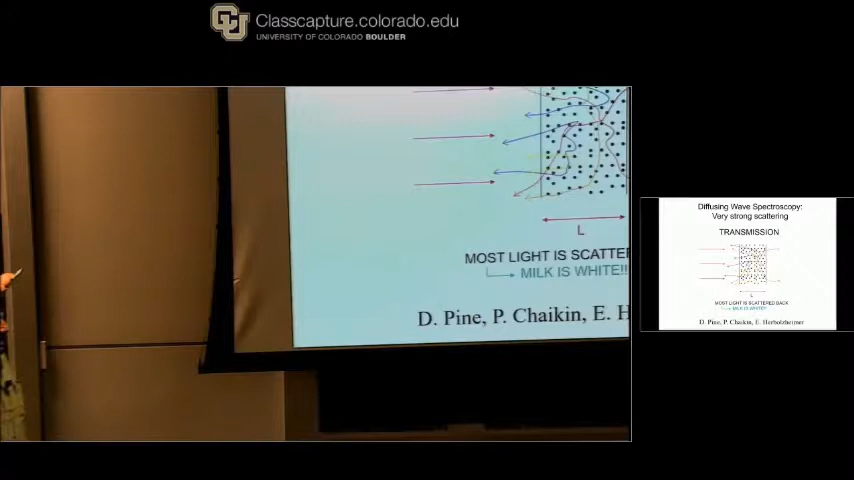 CU
Classcapture.colorado.edu
UNIVERSITY OF COLORADO BOULDER
L
MOST LIGHT IS SCATTE
MILK IS WHITE!!
D. Pine, P. Chaikin, E. H
Diffusing Wave Spectroscopy:
Very strong scattering
TRANSMISSION
L
MOST LIGHT IS SCATTERED BACK
MILK IS WHITE!!
D. Pine, P. Chaikin, E. Herbolzheimer